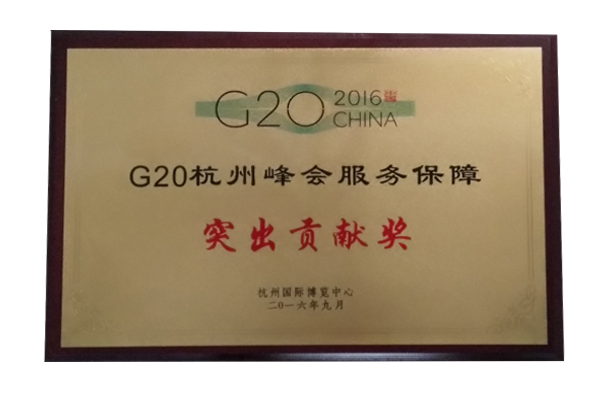 G20 2016
CHINA
G20杭州峰会服务保障
突出贡献奖
杭州国际博览中心
二〇一六年九月